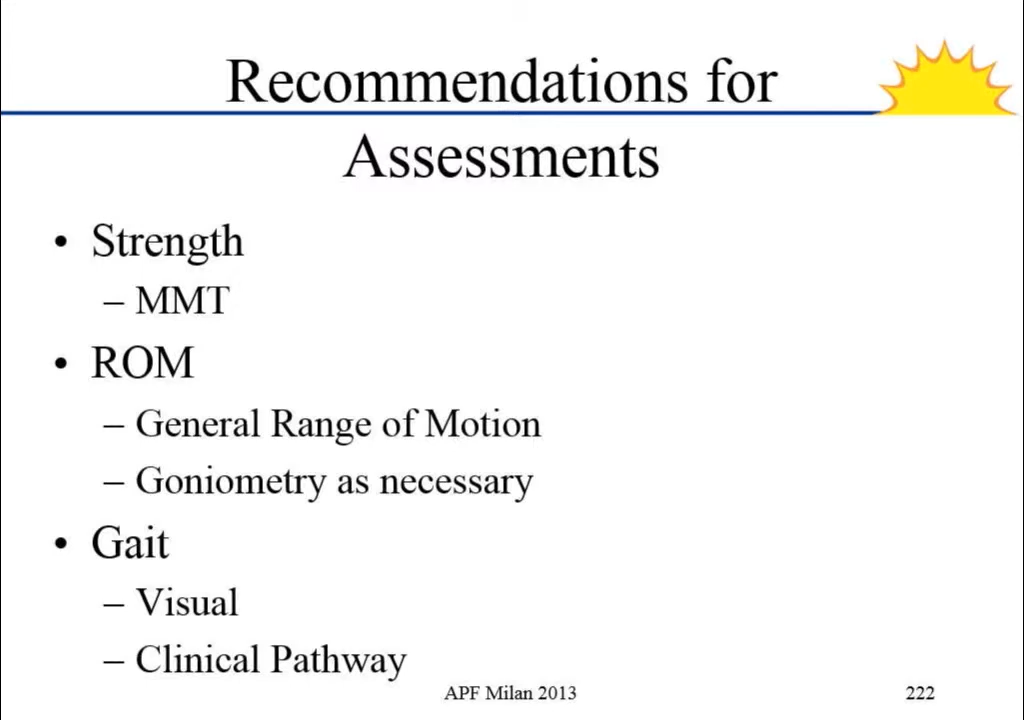 Recommendations for
Assessments
• Strength
– MMT
• ROM
– General Range of Motion
– Goniometry as necessary
• Gait
– Visual
– Clinical Pathway
APF Milan 2013
222